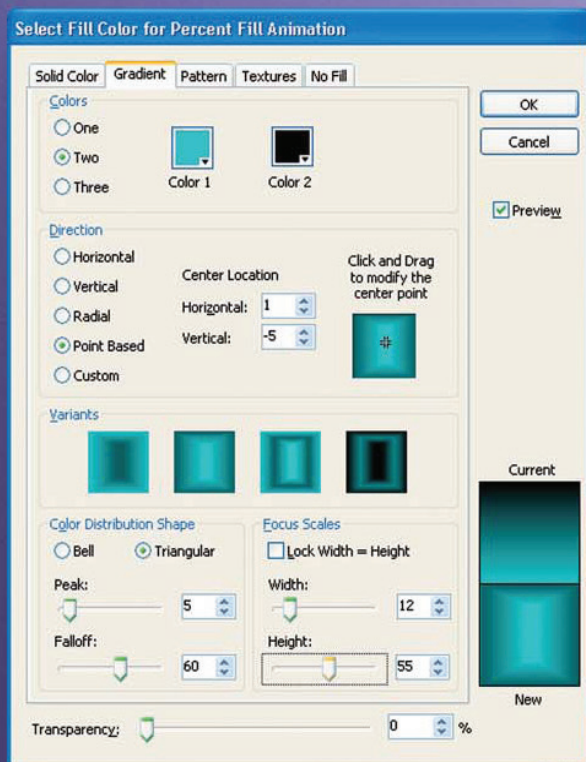 Select Fill Color for Percent Fill Animation
Solid Color Gradient Pattern Textures No Fill
Colors
One
Two
Three
Color 1 Color 2
OK
Cancel
Preview
Direction
Horizontal
Vertical
Radial
Point Based
Custom
Center Location
Horizontal: 1
Vertical: -5
Click and Drag
to modify the
center point
Variants
Color Distribution Shape
Bell Triangular
Peak:
5
Falloff:
60
Focus Scales
Lock Width = Height
Width:
12
Height:
55
Current
New
Transparency: 0 %